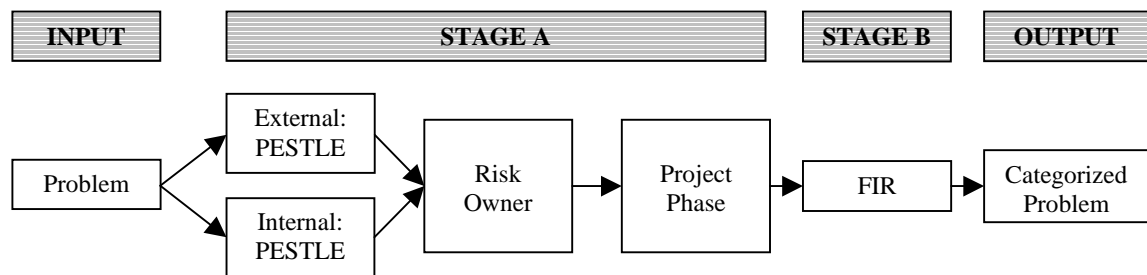 INPUT
STAGE A
STAGE B
OUTPUT
Problem
External:
PESTLE
Internal:
PESTLE
Risk
Owner
Project
Phase
FIR
Categorized
Problem